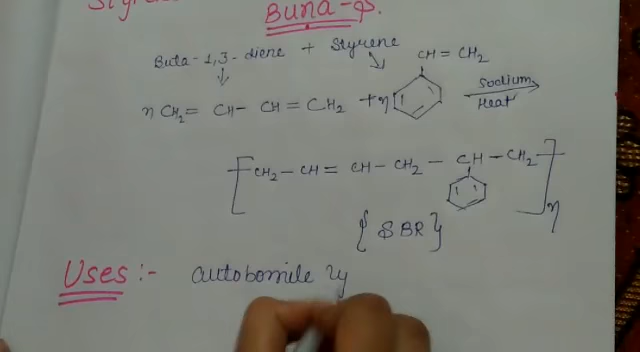 Buna-S.
Buta-1,3-diene + Styrene
CH=CH2
n CH2= CH- CH=CH2 + n
Sodium
Heat
CH2-CH=CH-CH2-CH-CH2
n
{SBR}
Uses:- autobomile